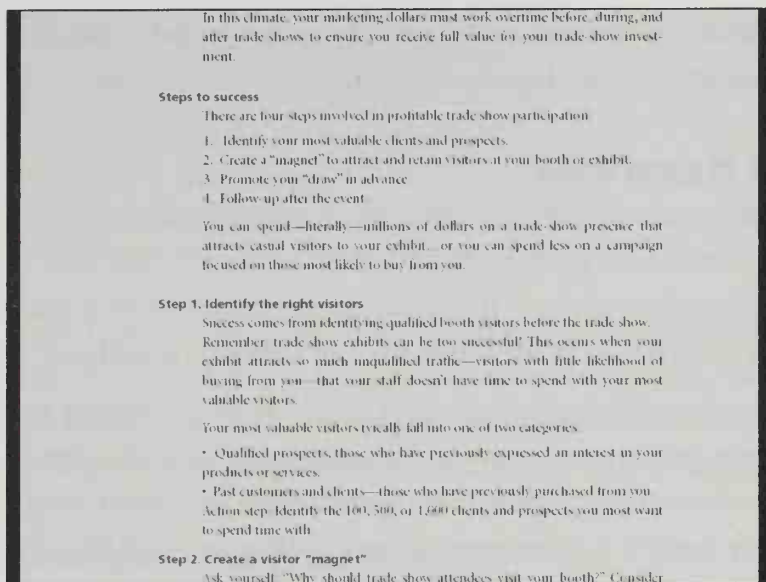 In this climate, your marketing dollars must work overtime before, during, and
after trade shows to ensure you receive full value for your trade-show invest-
ment.
Steps to success
There are four steps involved in profitable trade show participation
1. Identify your most valuable clients and prospects.
2. Create a "magnet" to attract and retain visitors at your booth or exhibit.
3. Promote your "draw" in advance
4. Follow-up after the event
You can spend—literally—millions of dollars on a trade-show presence that
attracts casual visitors to your exhibit... or you can spend less on a campaign
focused on those most likely to buy from you.
Step 1. Identify the right visitors
Success comes from identifying qualified booth visitors before the trade show.
Remember: trade show exhibits can be too successful! This occurs when your
exhibit attracts so much unqualified traffic—visitors with little likelihood of
buying from you—that your staff doesn't have time to spend with your most
valuable visitors.
Your most valuable visitors tyically fall into one of two categories
• Qualified prospects, those who have previously expressed an interest in your
products or services.
• Past customers and clients—those who have previously purchased from you
Action step: Identify the 100, 500, or 1,000 clients and prospects you most want
to spend time with
Step 2. Create a visitor "magnet"
Ask yourself, "Why should trade show attendees visit your booth?" Consider